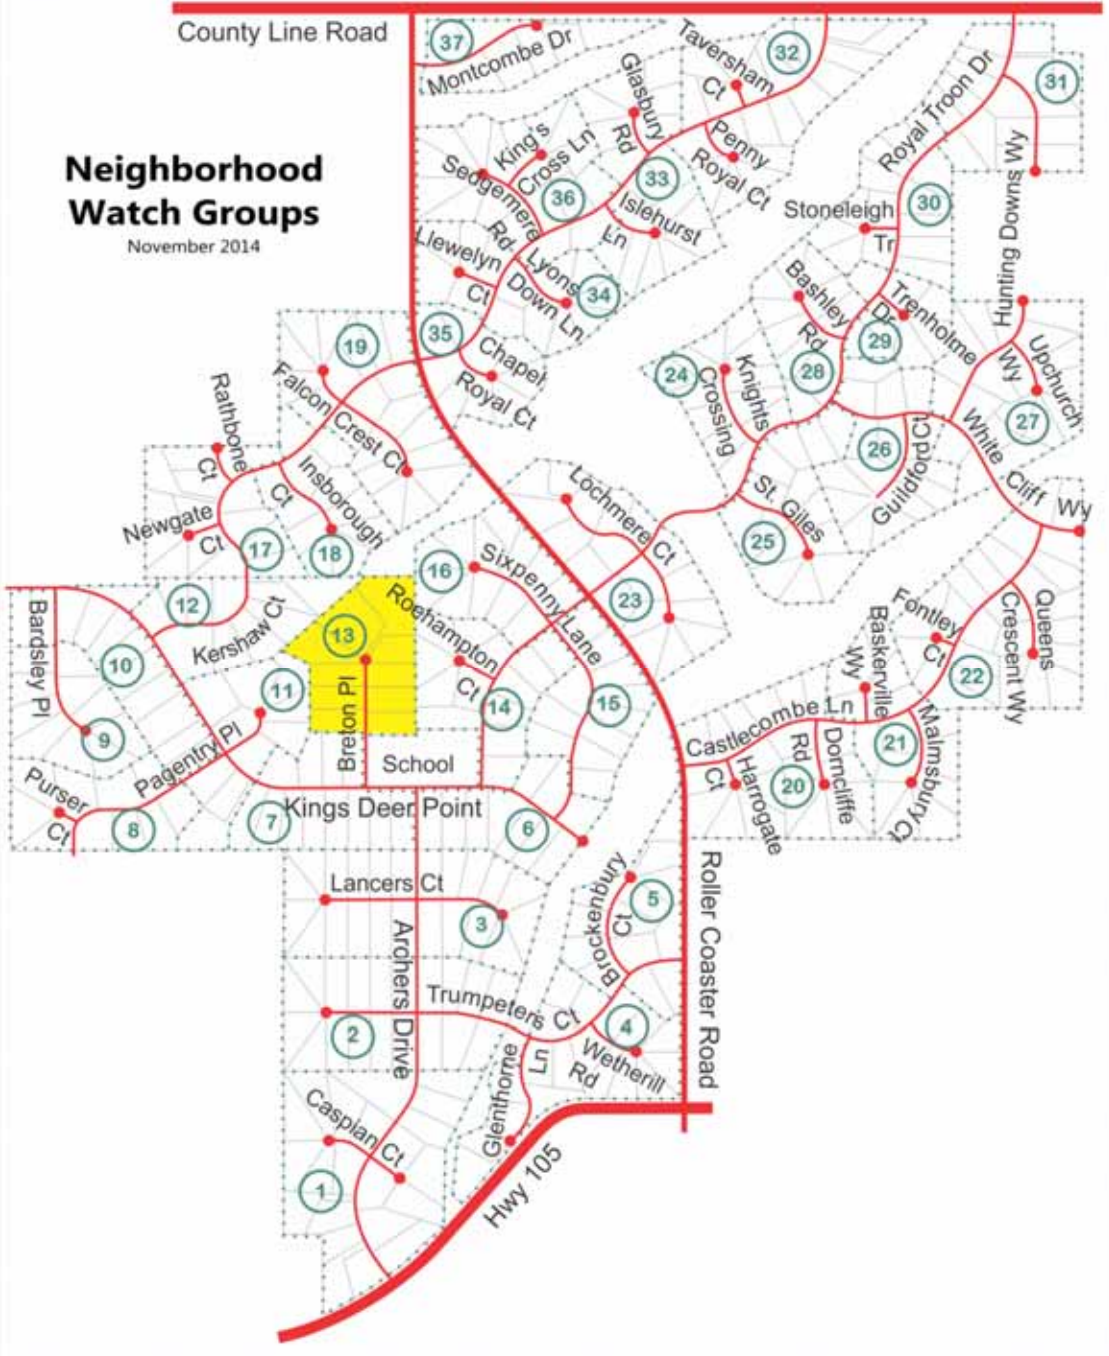 County Line Road
Neighborhood
Watch Groups
November 2014
37
Montcombe Dr
Taversham
Ct
32
31
Glasbury
Rd
Penny
Royal Ct
Royal Troon Dr
Hunting Downs Wy
King's
Cross Ln
Sedgemere
Rd
36
33
Islehurst
Ln
Stoneleigh
Tr
30
Llewelyn
Ct
Lyons
Down Ln
34
Bashley
Rd
Trenholme
Dr
29
35
Chapel
Royal Ct
19
Falcon Crest Ct
24
Knights
Crossing
28
Upchurch
Wy
27
Rathbone
Ct
26
Guildford Ct
White Cliff Wy
Insborough
Ct
Newgate
Ct
17
18
Lochmere Ct
St. Giles
25
16
Sixpenny Lane
23
12
Kershaw Ct
13
Roehampton
Ct
Fontley
Ct
Baskerville
Wy
Queens
Crescent Wy
22
Bardsley Pl
10
11
14
15
9
Pagentry Pl
Breton Pl
School
Castlecombe Ln
Malmsbury Ct
21
Purser
Ct
8
7
Kings Deer Point
6
Harrogate
Ct
20
Dorncliffe
Rd
Lancers Ct
3
Brockenbury
Ct
5
Roller Coaster Road
Archers Drive
Trumpeters Ct
2
4
Wetherill
Rd
Glenthorne
Ln
Caspian Ct
1
Hwy 105